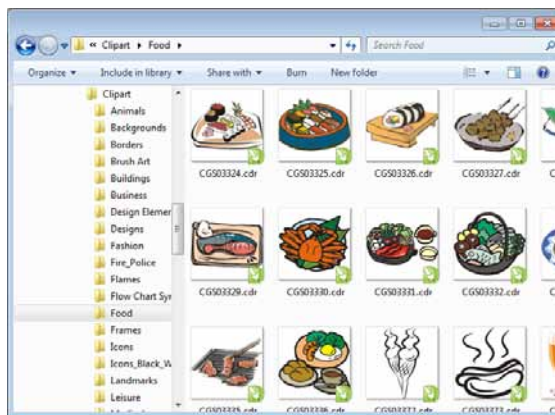 « Clipart ▸ Food ▸
Search Food
Organize ▾ Include in library ▾ Share with ▾ Burn New folder
Clipart
Animals
Backgrounds
Borders
Brush Art
Buildings
Business
Design Elemer
Designs
Fashion
Fire_Police
Flames
Flow Chart Syr
Food
Frames
Icons
Icons_Black_W
Landmarks
Leisure
CGS03324.cdr CGS03325.cdr CGS03326.cdr CGS03327.cdr
CGS03329.cdr CGS03330.cdr CGS03331.cdr CGS03332.cdr